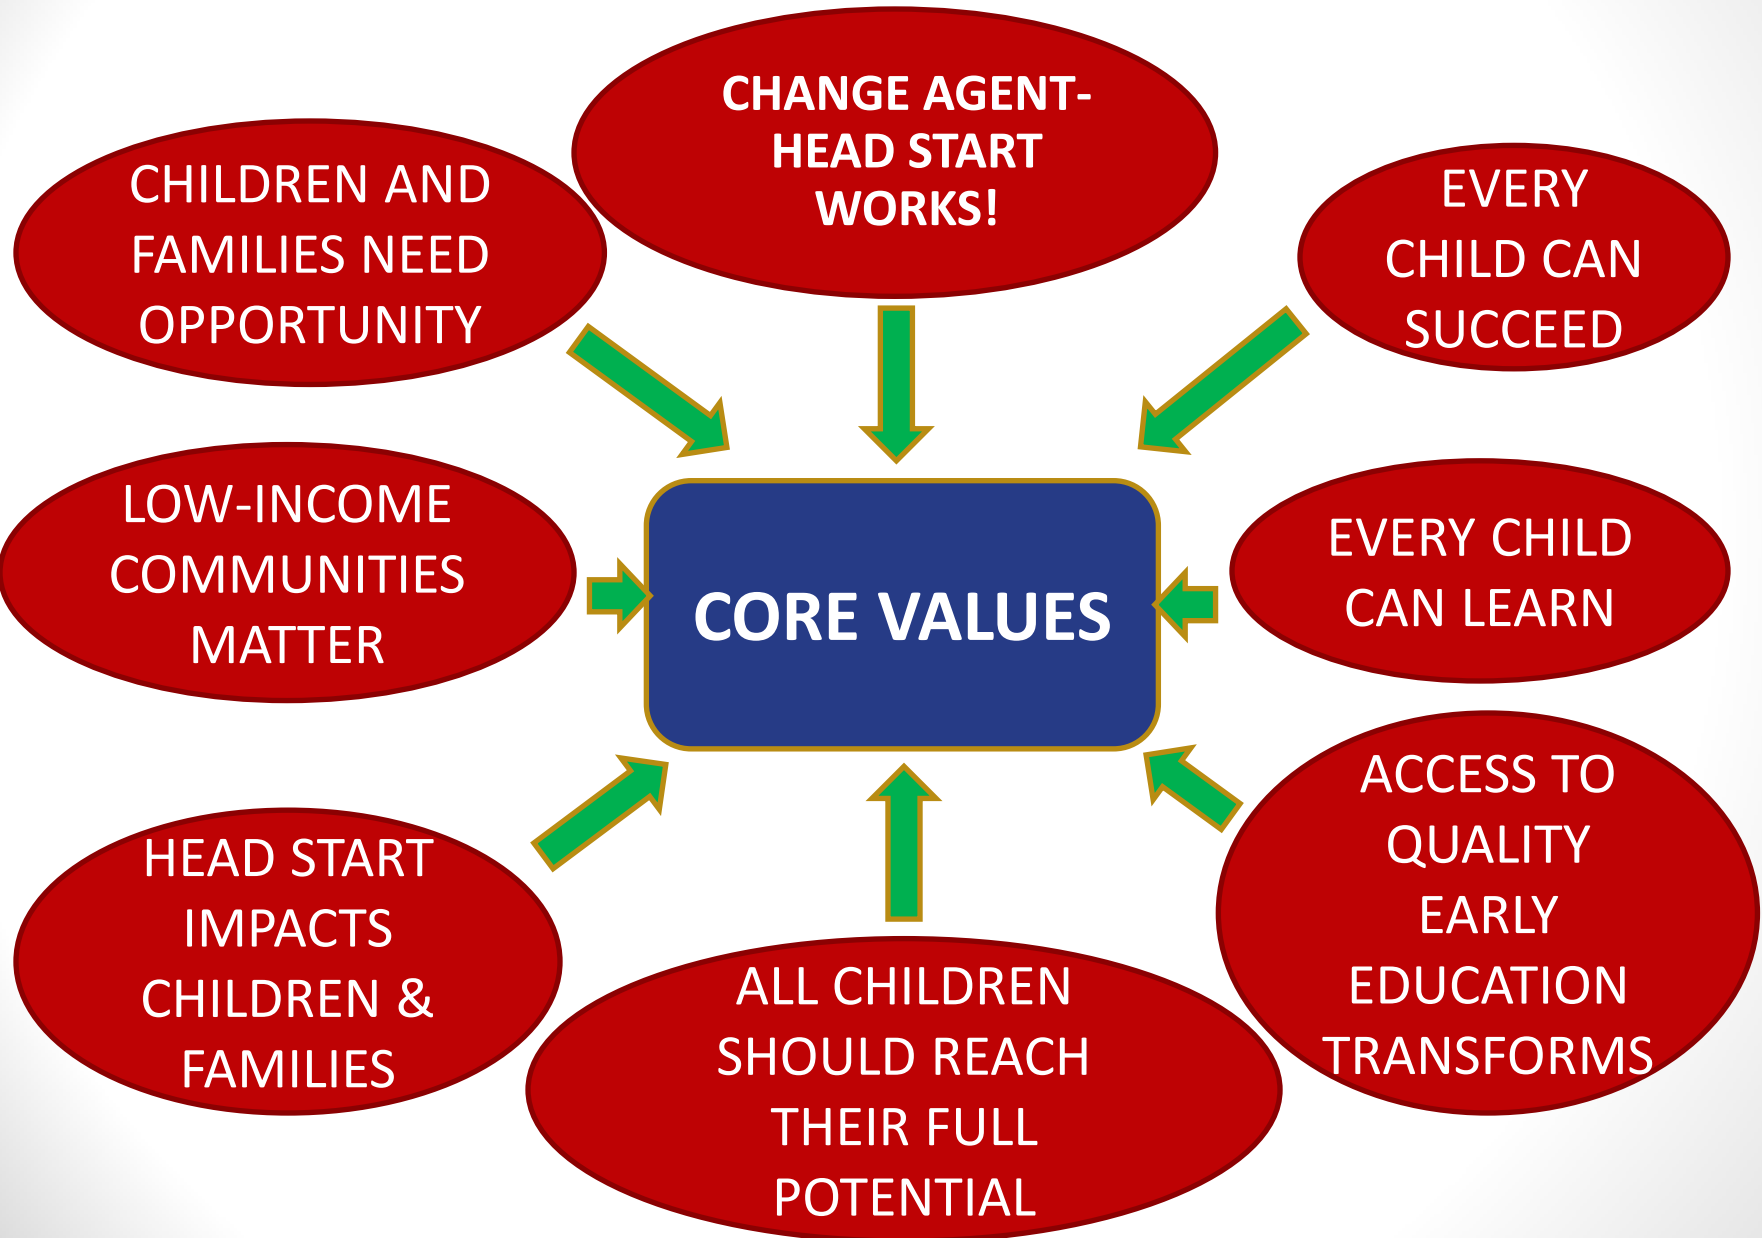 CHANGE AGENT-
HEAD START
WORKS!
CHILDREN AND
FAMILIES NEED
OPPORTUNITY
EVERY
CHILD CAN
SUCCEED
LOW-INCOME
COMMUNITIES
MATTER
CORE VALUES
EVERY CHILD
CAN LEARN
HEAD START
IMPACTS
CHILDREN &
FAMILIES
ALL CHILDREN
SHOULD REACH
THEIR FULL
POTENTIAL
ACCESS TO
QUALITY
EARLY
EDUCATION
TRANSFORMS